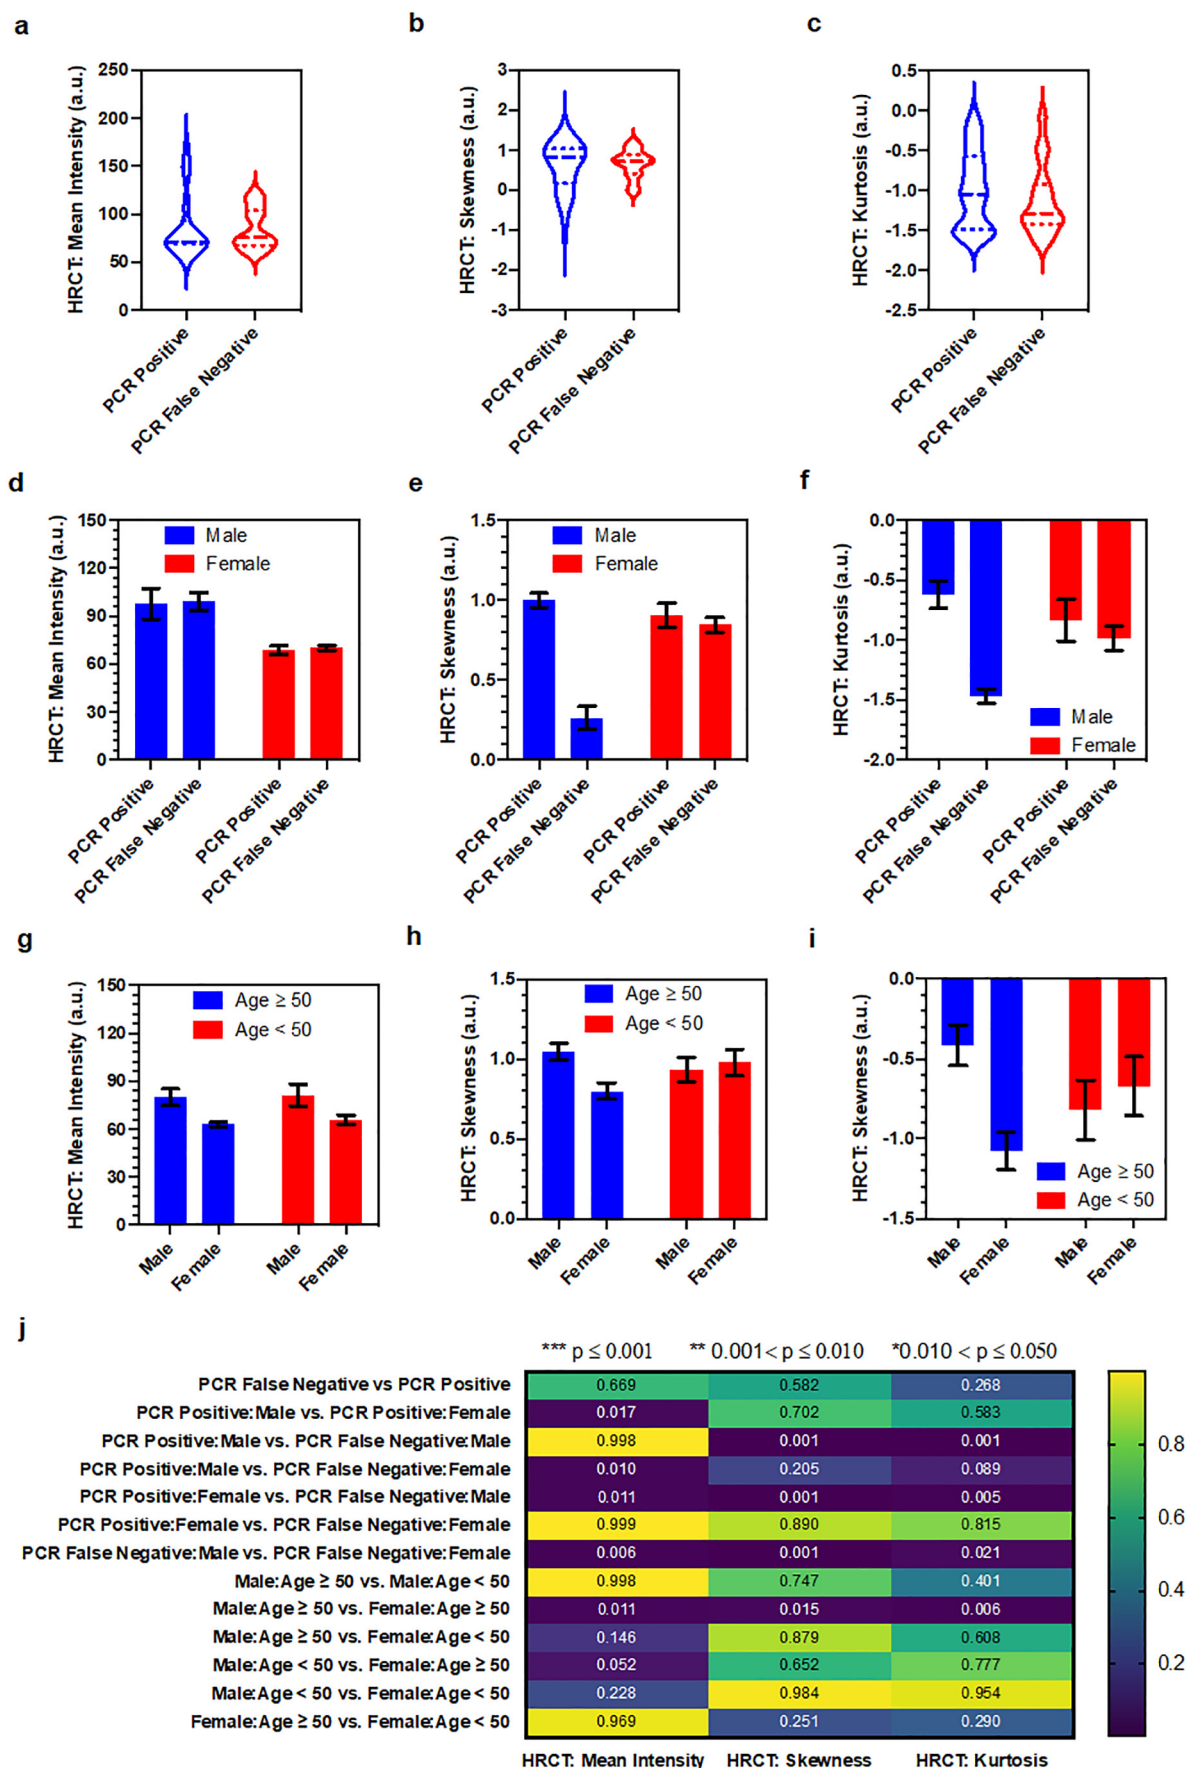 a
b
c
HRCT: Mean Intensity (a.u.)
250
200
150
100
50
0
PCR Positive
PCR False Negative
HRCT: Skewness (a.u.)
3
2
1
0
-1
-2
-3
PCR Positive
PCR False Negative
HRCT: Kurtosis (a.u.)
0.5
0.0
-0.5
-1.0
-1.5
-2.0
-2.5
PCR Positive
PCR False Negative
d
e
f
HRCT: Mean Intensity (a.u.)
150
120
90
60
30
0
Male
Female
PCR Positive
PCR False Negative
PCR Positive
PCR False Negative
HRCT: Skewness (a.u.)
1.5
1.0
0.5
0.0
Male
Female
PCR Positive
PCR False Negative
PCR Positive
PCR False Negative
HRCT: Kurtosis (a.u.)
0.0
-0.5
-1.0
-1.5
-2.0
Male
Female
PCR Positive
PCR False Negative
PCR Positive
PCR False Negative
g
h
i
HRCT: Mean Intensity (a.u.)
150
120
90
60
30
0
Age ≥ 50
Age < 50
Male
Female
Male
Female
HRCT: Skewness (a.u.)
1.5
1.0
0.5
0.0
Age ≥ 50
Age < 50
Male
Female
Male
Female
HRCT: Skewness (a.u.)
0.0
-0.5
-1.0
-1.5
Age ≥ 50
Age < 50
Male
Female
Male
Female
j
*** p ≤ 0.001 ** 0.001< p ≤ 0.010 *0.010 < p ≤ 0.050
PCR False Negative vs PCR Positive 0.669 0.582 0.268
PCR Positive:Male vs. PCR Positive:Female 0.017 0.702 0.583
PCR Positive:Male vs. PCR False Negative:Male 0.998 0.001 0.001
PCR Positive:Male vs. PCR False Negative:Female 0.010 0.205 0.089
PCR Positive:Female vs. PCR False Negative:Male 0.011 0.001 0.005
PCR Positive:Female vs. PCR False Negative:Female 0.999 0.890 0.815
PCR False Negative:Male vs. PCR False Negative:Female 0.006 0.001 0.021
Male:Age ≥ 50 vs. Male:Age < 50 0.998 0.747 0.401
Male:Age ≥ 50 vs. Female:Age ≥ 50 0.011 0.015 0.006
Male:Age ≥ 50 vs. Female:Age < 50 0.146 0.879 0.608
Male:Age < 50 vs. Female:Age ≥ 50 0.052 0.652 0.777
Male:Age < 50 vs. Female:Age < 50 0.228 0.984 0.954
Female:Age ≥ 50 vs. Female:Age < 50 0.969 0.251 0.290
HRCT: Mean Intensity HRCT: Skewness HRCT: Kurtosis
0.8
0.6
0.4
0.2